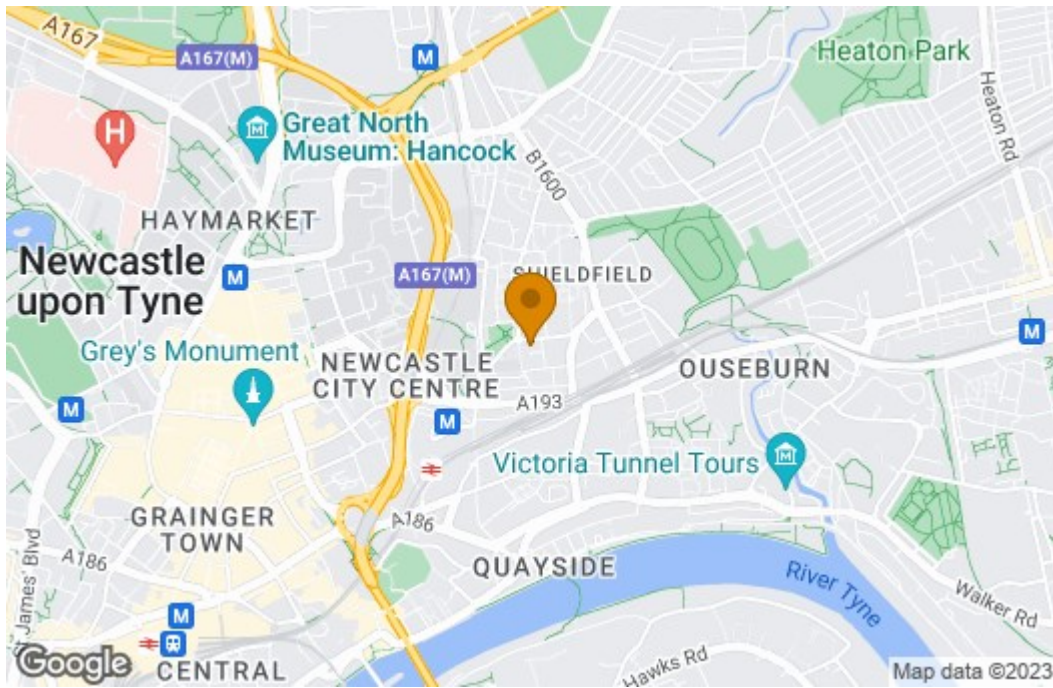 A167
A167(M)
M
Heaton Park
Heaton Rd
H
Great North
Museum: Hancock
B1600
HAYMARKET
Newcastle
upon Tyne
M
A167(M)
SHIELDFIELD
Grey's Monument
NEWCASTLE
CITY CENTRE
OUSEBURN
M
M
A193
M
Victoria Tunnel Tours
GRAINGER
TOWN
A186
A186
QUAYSIDE
River Tyne
Walker Rd
James' Blvd
M
CENTRAL
Hawks Rd
Google
Map data ©2023